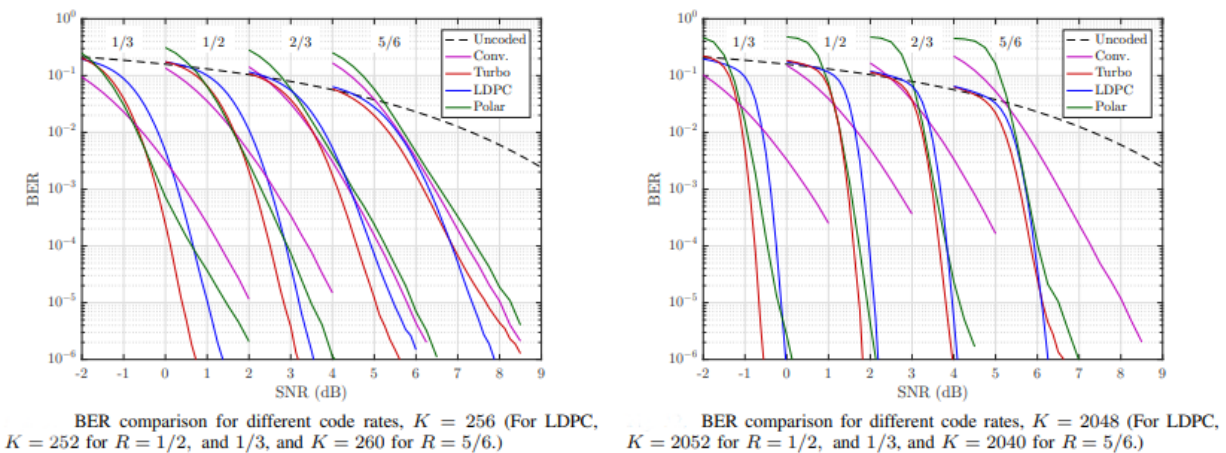 10^0
10^-1
10^-2
10^-3
10^-4
10^-5
10^-6
BER
1/3
1/2
2/3
5/6
Uncoded
Conv.
Turbo
LDPC
Polar
-2 -1 0 1 2 3 4 5 6 7 8 9
SNR (dB)
BER comparison for different code rates, K = 256 (For LDPC,
K = 252 for R = 1/2, and 1/3, and K = 260 for R = 5/6.)
10^0
10^-1
10^-2
10^-3
10^-4
10^-5
10^-6
BER
1/3
1/2
2/3
5/6
Uncoded
Conv.
Turbo
LDPC
Polar
-2 -1 0 1 2 3 4 5 6 7 8 9
SNR (dB)
BER comparison for different code rates, K = 2048 (For LDPC,
K = 2052 for R = 1/2, and 1/3, and K = 2040 for R = 5/6.)